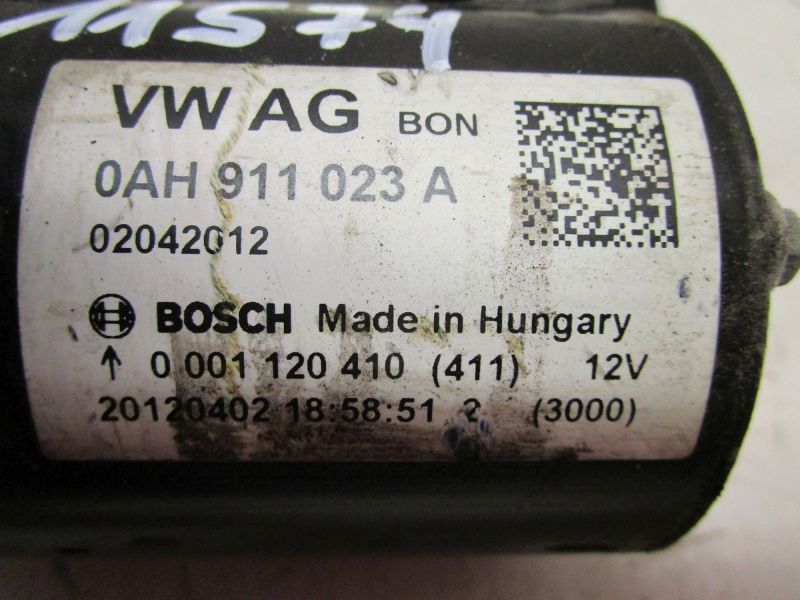 11574
VW AG BON
0AH 911 023 A
02042012
BOSCH Made in Hungary
↑ 0 001 120 410 (411) 12V
20120402 18:58:51 2 (3000)